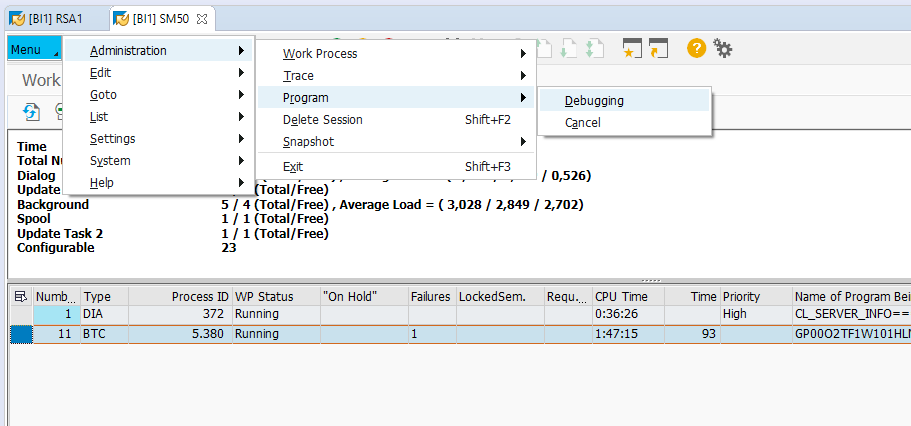 [BI1] RSA1
[BI1] SM50
Menu
Administration
Edit
Goto
List
Settings
System
Help
Work Process
Trace
Program
Delete Session Shift+F2
Snapshot
Exit Shift+F3
Debugging
Cancel
Work
Time
Total Nu
Dialog / 0,526)
Update (Total/Free)
Background 5 / 4 (Total/Free) , Average Load = ( 3,028 / 2,849 / 2,702)
Spool 1 / 1 (Total/Free)
Update Task 2 1 / 1 (Total/Free)
Configurable 23
Numb... Type Process ID WP Status "On Hold" Failures LockedSem. Requ... CPU Time Time Priority Name of Program Bei
1 DIA 372 Running 0:36:26 High CL_SERVER_INFO==
11 BTC 5.380 Running 1 1:47:15 93 GP00O2TF1W101HLN